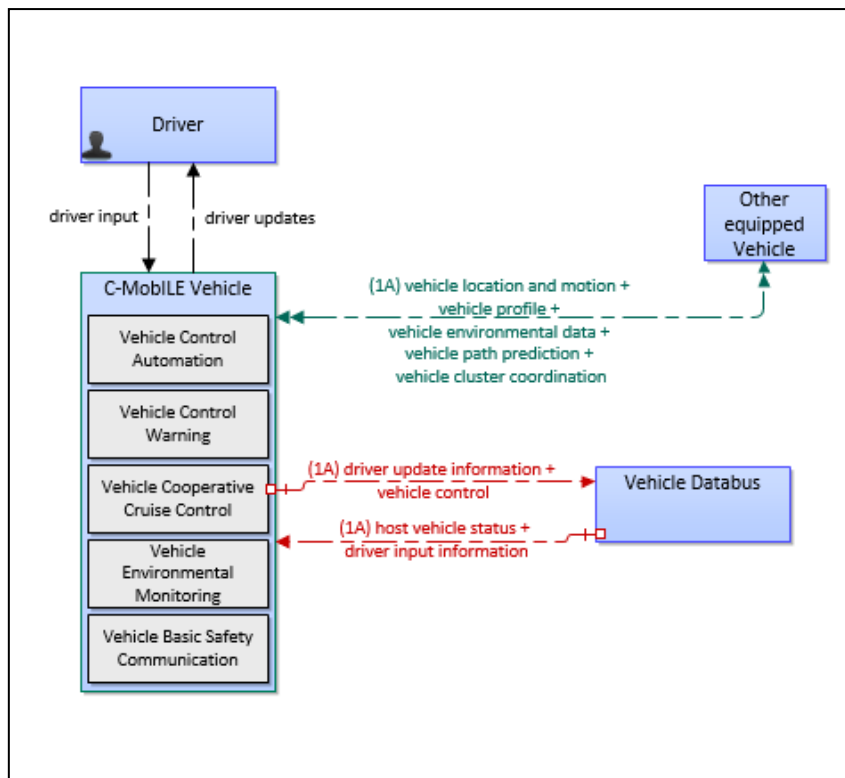 Driver
driver input
driver updates
Other
equipped
Vehicle
C-MobILE Vehicle
(1A) vehicle location and motion +
vehicle profile +
vehicle environmental data +
vehicle path prediction +
vehicle cluster coordination
Vehicle Control
Automation
Vehicle Control
Warning
Vehicle Cooperative
Cruise Control
(1A) driver update information +
vehicle control
Vehicle Databus
(1A) host vehicle status +
driver input information
Vehicle
Environmental
Monitoring
Vehicle Basic Safety
Communication